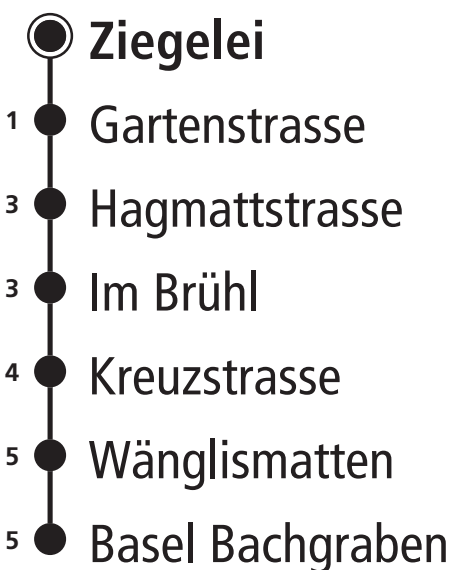 Ziegelei
1 Gartenstrasse
3 Hagmattstrasse
3 Im Brühl
4 Kreuzstrasse
5 Wänglismatten
5 Basel Bachgraben